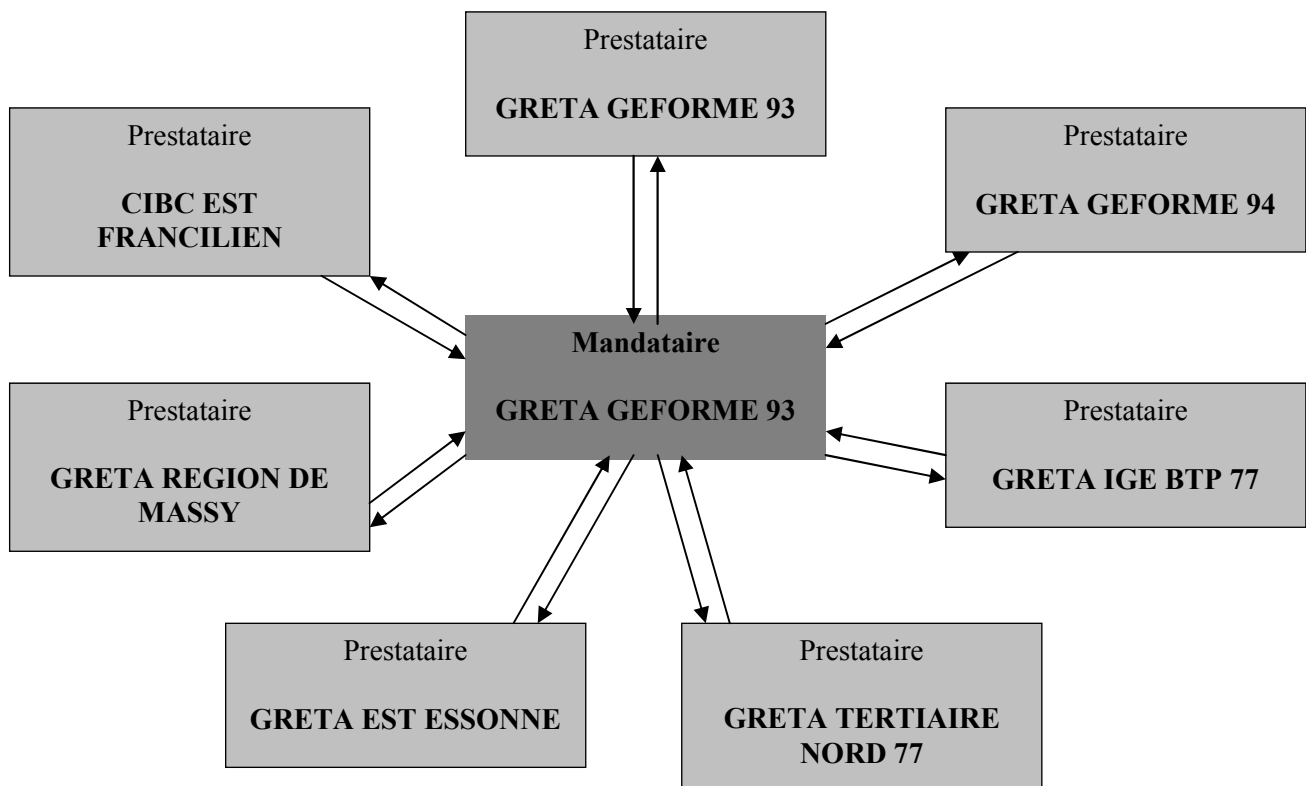 Prestataire
GRETA GEFORME 93
Prestataire
CIBC EST
FRANCILIEN
Prestataire
GRETA GEFORME 94
Mandataire
GRETA GEFORME 93
Prestataire
GRETA REGION DE
MASSY
Prestataire
GRETA IGE BTP 77
Prestataire
GRETA EST ESSONNE
Prestataire
GRETA TERTIAIRE
NORD 77